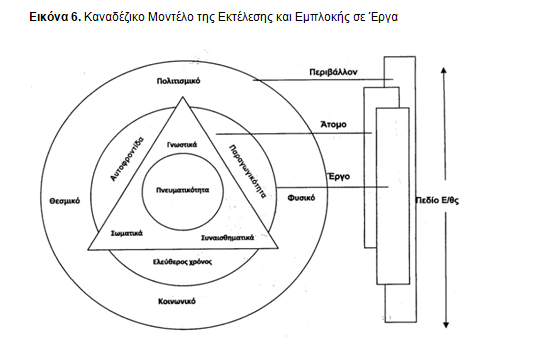 Εικόνα 6. Καναδέζικο Μοντέλο της Εκτέλεσης και Εμπλοκής σε Έργα
Πολιτισμικό
Περιβάλλον
Αυτοφροντίδα
Γνωστικά
Παραγωγικότητα
Άτομο
Πνευματικότητα
Έργο
Θεσμικό
Φυσικό
Πεδίο Ε/θς
Σωματικά
Συναισθηματικά
Ελεύθερος χρόνος
Κοινωνικό